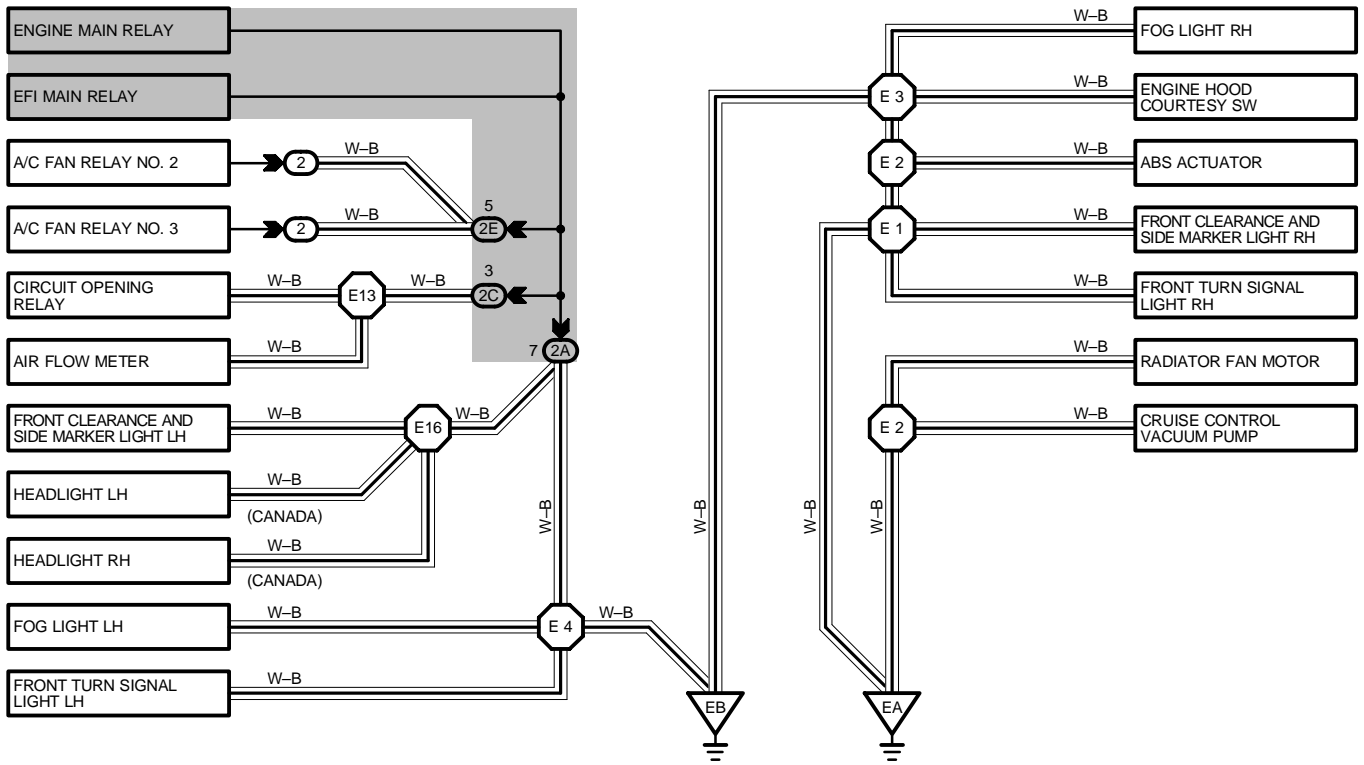 ENGINE MAIN RELAY
EFI MAIN RELAY
A/C FAN RELAY NO. 2
2
W–B
A/C FAN RELAY NO. 3
2
W–B
5
2E
CIRCUIT OPENING
RELAY
W–B
E13
W–B
3
2C
AIR FLOW METER
W–B
7
2A
FRONT CLEARANCE AND
SIDE MARKER LIGHT LH
W–B
E16
W–B
HEADLIGHT LH
W–B
(CANADA)
HEADLIGHT RH
W–B
(CANADA)
W–B
FOG LIGHT LH
W–B
E 4
W–B
FRONT TURN SIGNAL
LIGHT LH
W–B
W–B
EB
W–B
FOG LIGHT RH
E 3
W–B
ENGINE HOOD
COURTESY SW
E 2
W–B
ABS ACTUATOR
E 1
W–B
FRONT CLEARANCE AND
SIDE MARKER LIGHT RH
W–B
FRONT TURN SIGNAL
LIGHT RH
W–B
RADIATOR FAN MOTOR
E 2
W–B
CRUISE CONTROL
VACUUM PUMP
W–B
W–B
EA